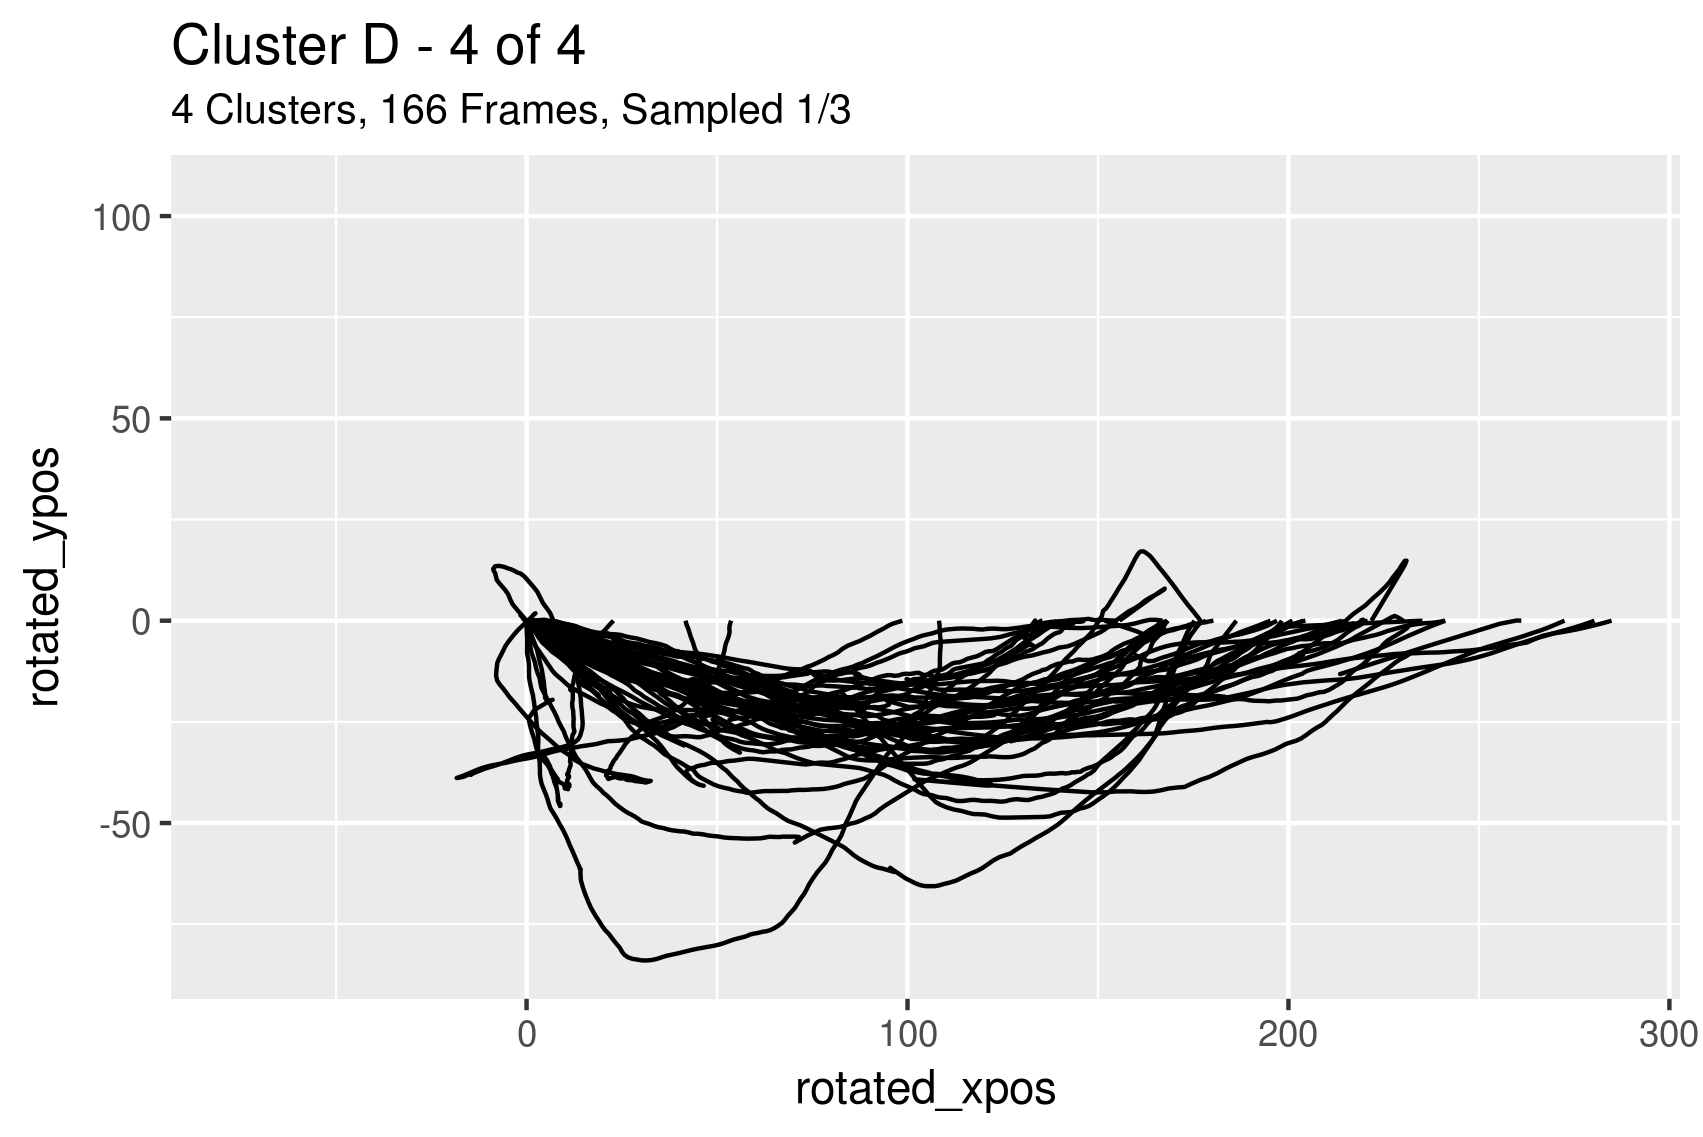 Cluster D - 4 of 4
4 Clusters, 166 Frames, Sampled 1/3
100
50
0
-50
rotated_ypos
0 100 200 300
rotated_xpos